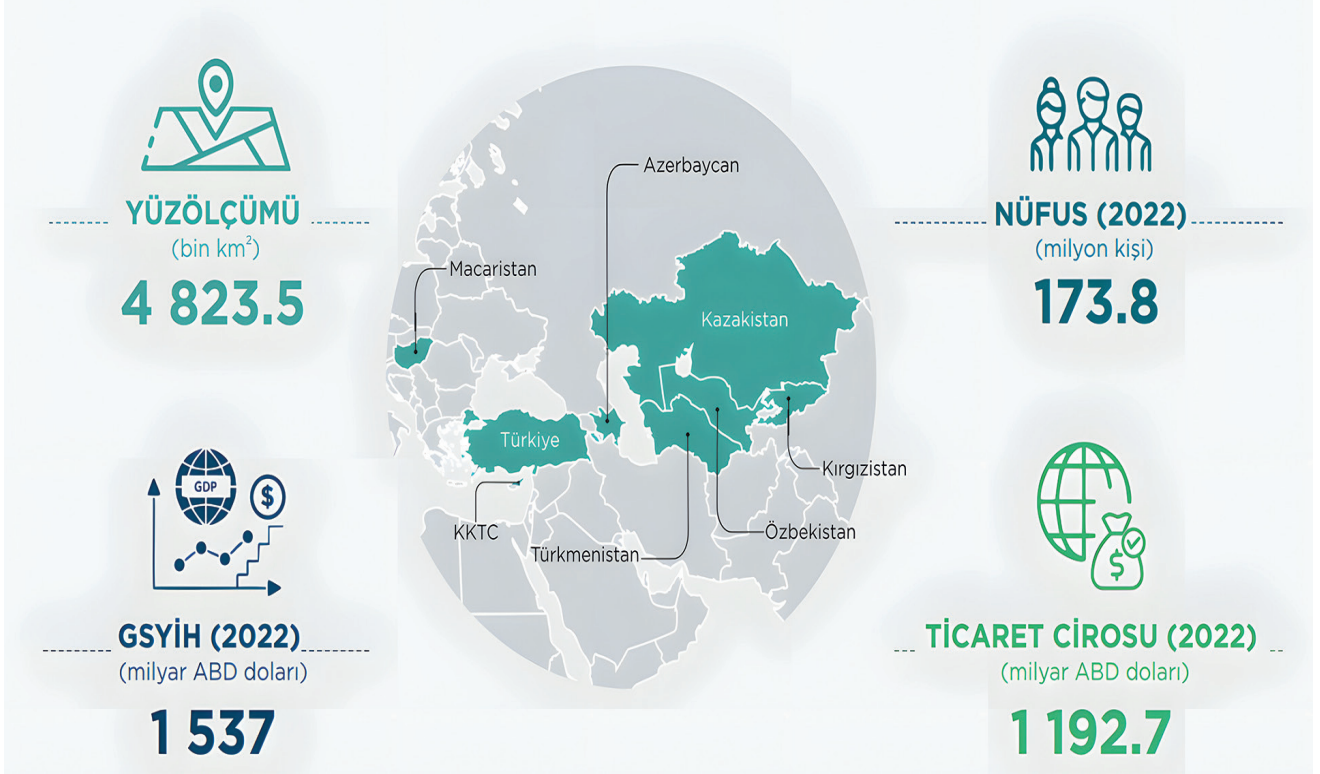 YÜZÖLÇÜMÜ
(bin km²)
4 823.5
GDP
$
GSYİH (2022)
(milyar ABD doları)
1 537
Azerbaycan
Macaristan
Kazakistan
Türkiye
Kırgızistan
KKTC
Özbekistan
Türkmenistan
NÜFUS (2022)
(milyon kişi)
173.8
$
TİCARET CİROSU (2022)
(milyar ABD doları)
1 192.7